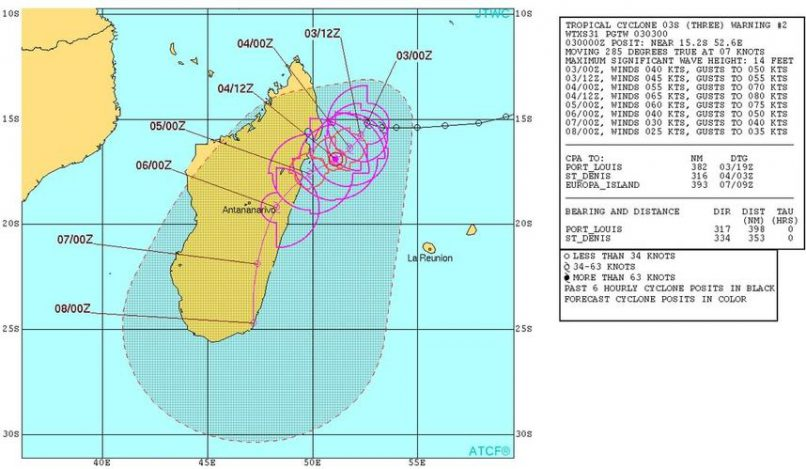 10S
JTWC
10S
04/00Z
03/12Z
03/00Z
04/12Z
05/00Z
15S
15S
06/00Z
Antananarivo
20S
20S
07/00Z
La Reunion
08/00Z
25S
25S
30S
30S
ATCF®
40E
45E
50E
55E
TROPICAL CYCLONE 03S (THREE) WARNING #2
WTXS31 PGTW 030300
030000Z POSIT: NEAR 15.2S 52.6E
MOVING 285 DEGREES TRUE AT 07 KNOTS
MAXIMUM SIGNIFICANT WAVE HEIGHT: 14 FEET
03/00Z, WINDS 040 KTS, GUSTS TO 050 KTS
03/12Z, WINDS 045 KTS, GUSTS TO 055 KTS
04/00Z, WINDS 055 KTS, GUSTS TO 070 KTS
04/12Z, WINDS 065 KTS, GUSTS TO 080 KTS
05/00Z, WINDS 060 KTS, GUSTS TO 075 KTS
06/00Z, WINDS 040 KTS, GUSTS TO 050 KTS
07/00Z, WINDS 030 KTS, GUSTS TO 040 KTS
08/00Z, WINDS 025 KTS, GUSTS TO 035 KTS
CPA TO: NM DTG
PORT_LOUIS 382 03/19Z
ST_DENIS 316 04/03Z
EUROPA_ISLAND 393 07/09Z
BEARING AND DISTANCE DIR DIST TAU
(NM) (HRS)
PORT_LOUIS 317 398 0
ST_DENIS 334 353 0
LESS THAN 34 KNOTS
34-63 KNOTS
MORE THAN 63 KNOTS
PAST 6 HOURLY CYCLONE POSITS IN BLACK
FORECAST CYCLONE POSITS IN COLOR